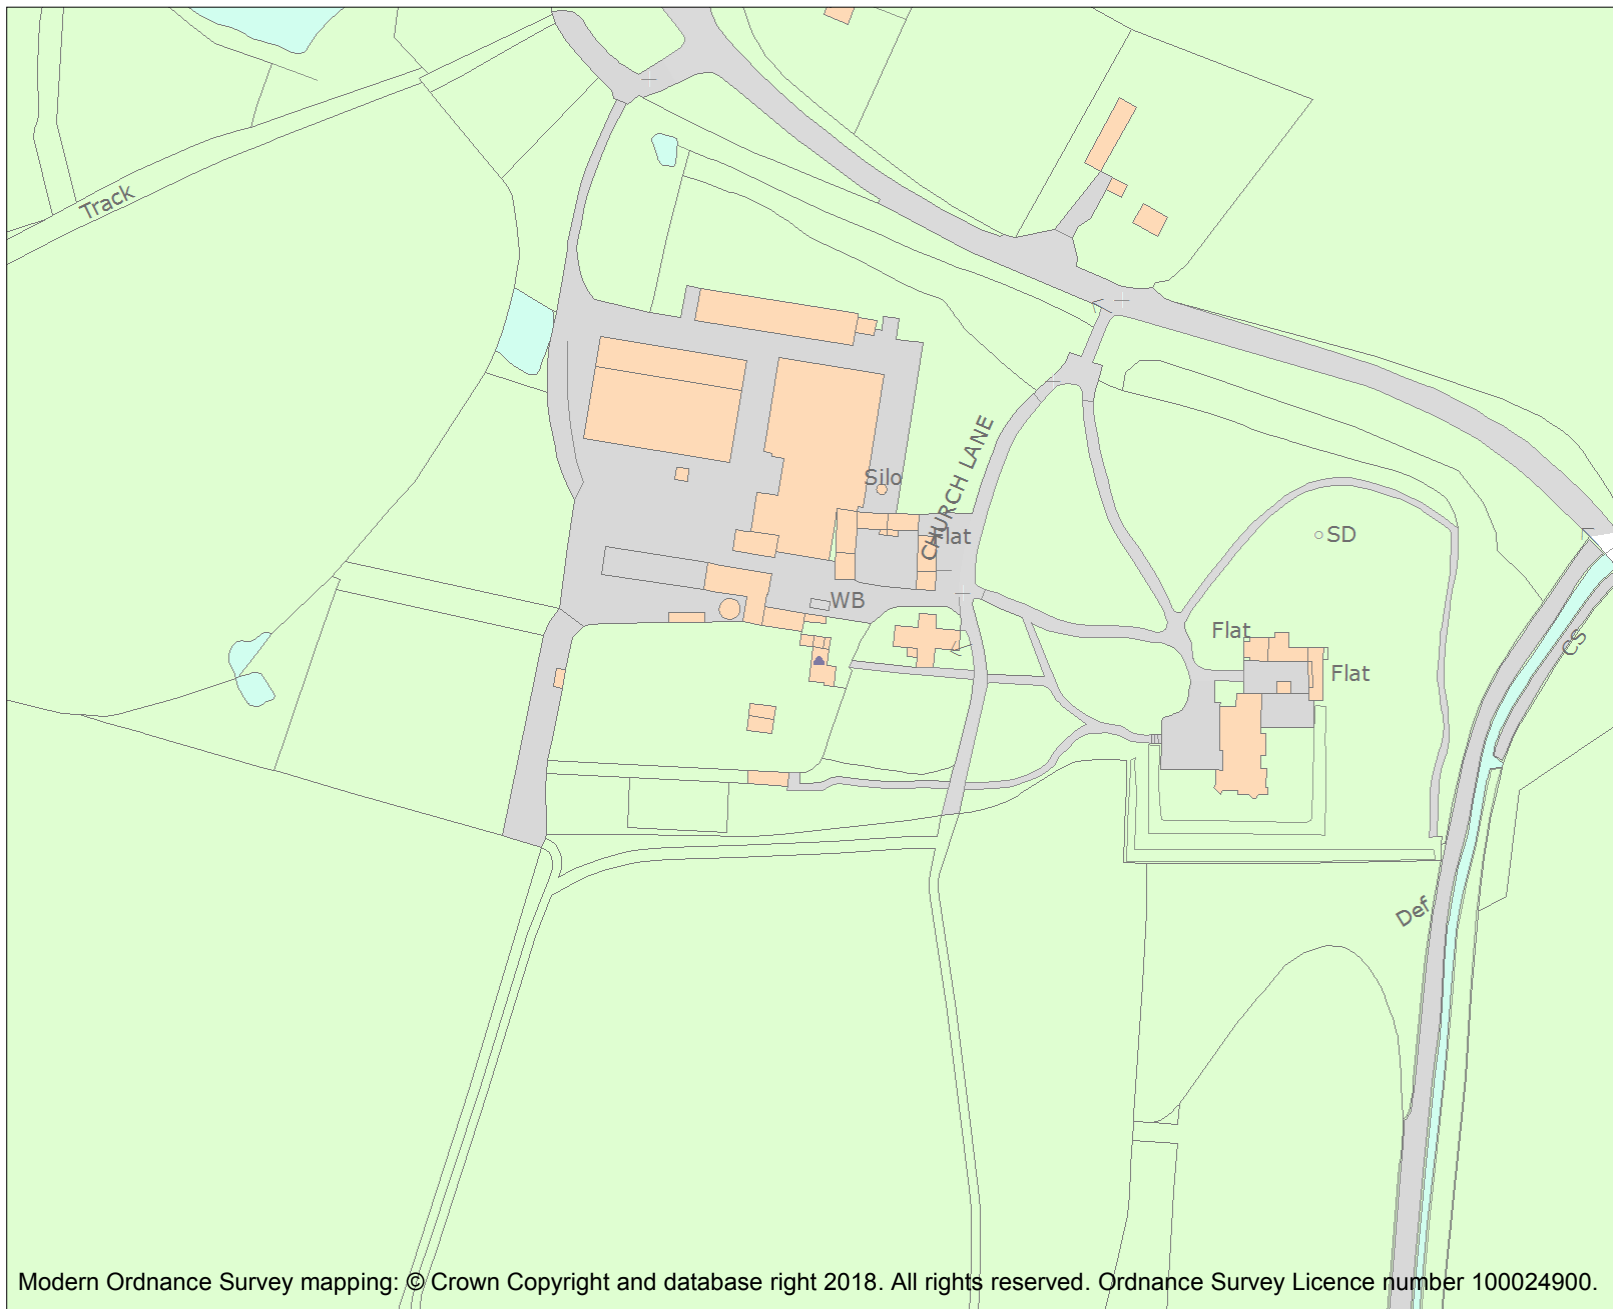 Track
Silo
CHURCH LANE
Flat
SD
WB
Flat
Flat
CS
Def
Modern Ordnance Survey mapping: © Crown Copyright and database right 2018. All rights reserved. Ordnance Survey Licence number 100024900.